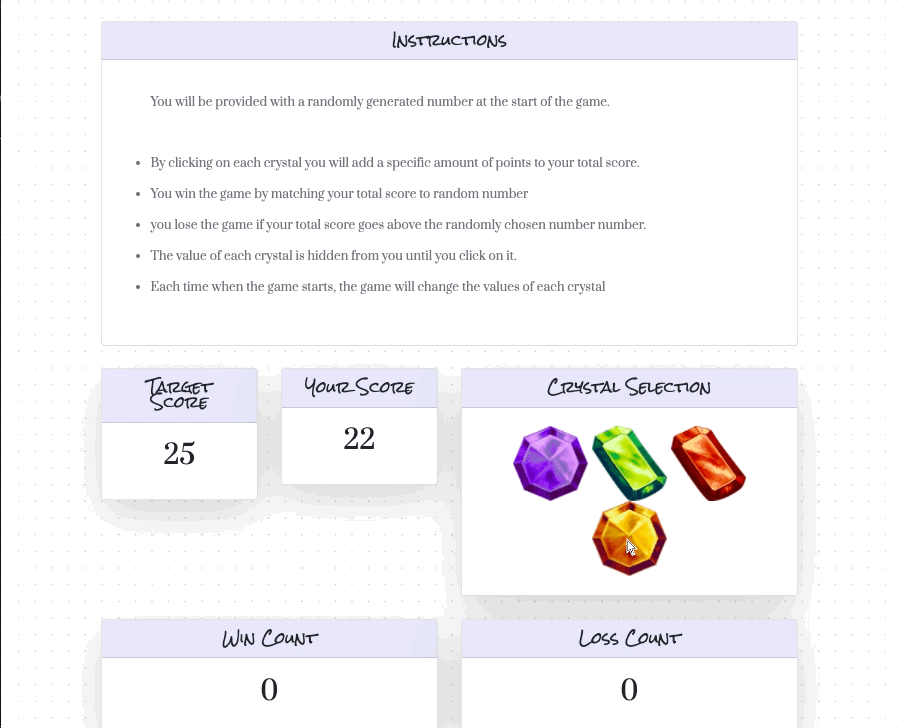 Instructions
You will be provided with a randomly generated number at the start of the game.
By clicking on each crystal you will add a specific amount of points to your total score.
You win the game by matching your total score to random number
you lose the game if your total score goes above the randomly chosen number number.
The value of each crystal is hidden from you until you click on it.
Each time when the game starts, the game will change the values of each crystal
Target
Score
25
Your Score
22
Crystal Selection
Win Count
0
Loss Count
0